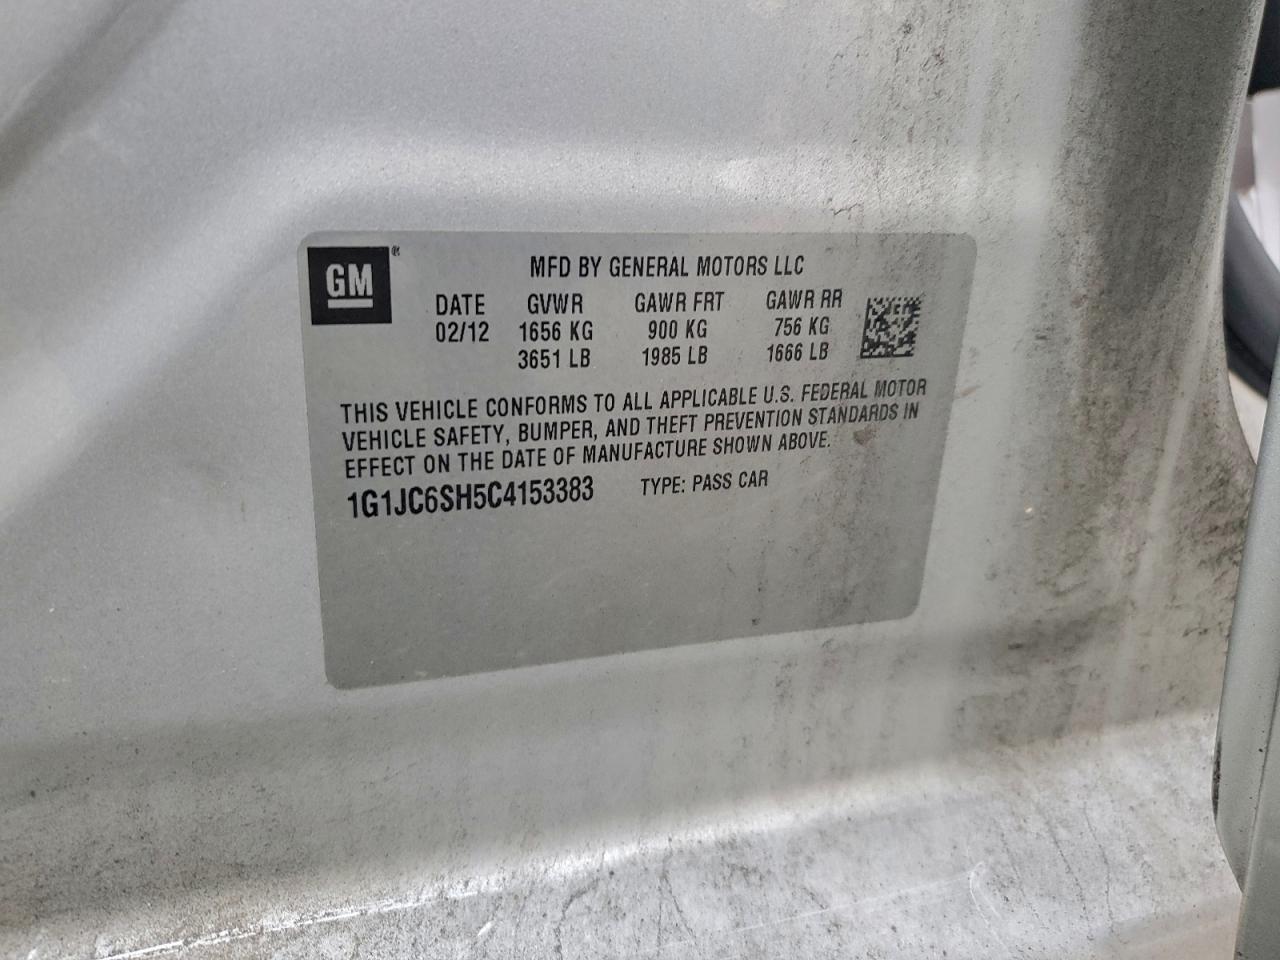 GM®
MFD BY GENERAL MOTORS LLC
DATE GVWR GAWR FRT GAWR RR
02/12 1656 KG 900 KG 756 KG
3651 LB 1985 LB 1666 LB
THIS VEHICLE CONFORMS TO ALL APPLICABLE U.S. FEDERAL MOTOR
VEHICLE SAFETY, BUMPER, AND THEFT PREVENTION STANDARDS IN
EFFECT ON THE DATE OF MANUFACTURE SHOWN ABOVE.
1G1JC6SH5C4153383 TYPE: PASS CAR